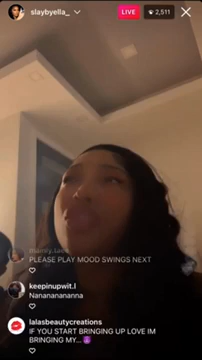 slaybyella_
LIVE
2,511
PLEASE PLAY MOOD SWINGS NEXT
keepinupwit.l
Nanananananna
lalasbeautycreations
IF YOU START BRINGING UP LOVE IM
BRINGING MY...😈